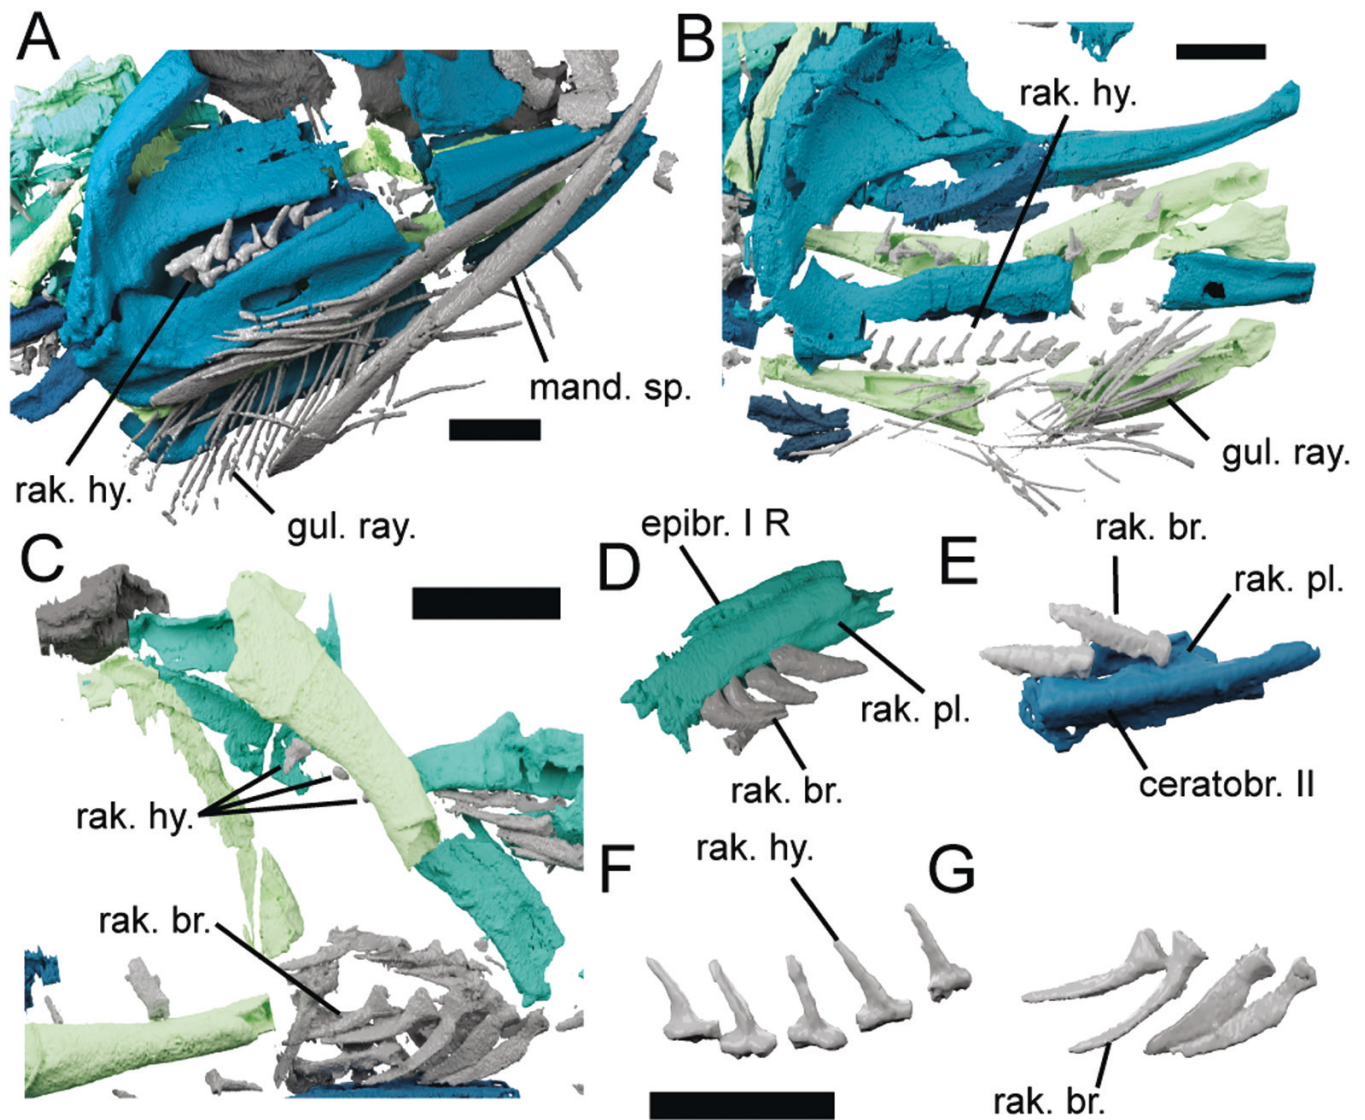 A
B
rak. hy.
mand. sp.
rak. hy.
gul. ray.
gul. ray.
C
epibr. I R
D
rak. pl.
rak. br.
rak. br.
E
rak. pl.
ceratobr. II
rak. hy.
rak. br.
F
rak. hy.
G
rak. br.